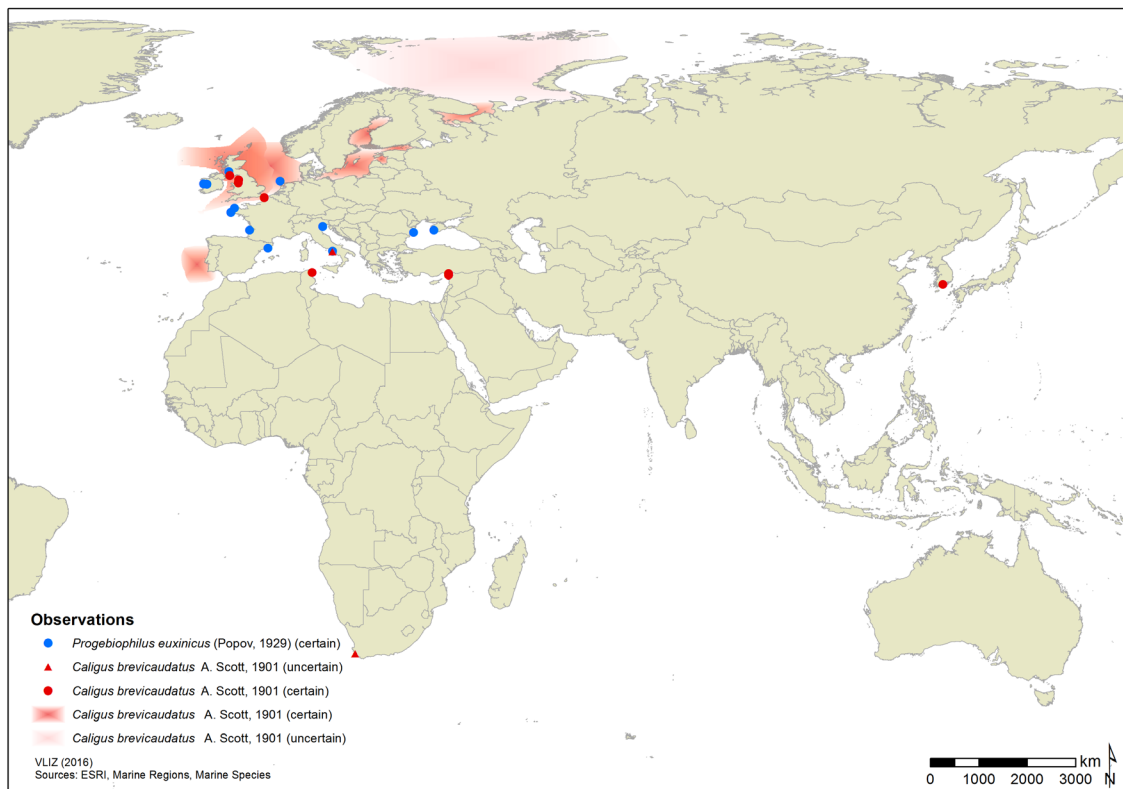 Observations
Progebiophilus euxinicus (Popov, 1929) (certain)
Caligus brevicaudatus A. Scott, 1901 (uncertain)
Caligus brevicaudatus A. Scott, 1901 (certain)
Caligus brevicaudatus A. Scott, 1901 (certain)
Caligus brevicaudatus A. Scott, 1901 (uncertain)
VLIZ (2016)
Sources: ESRI, Marine Regions, Marine Species
km
0 1000 2000 3000
N